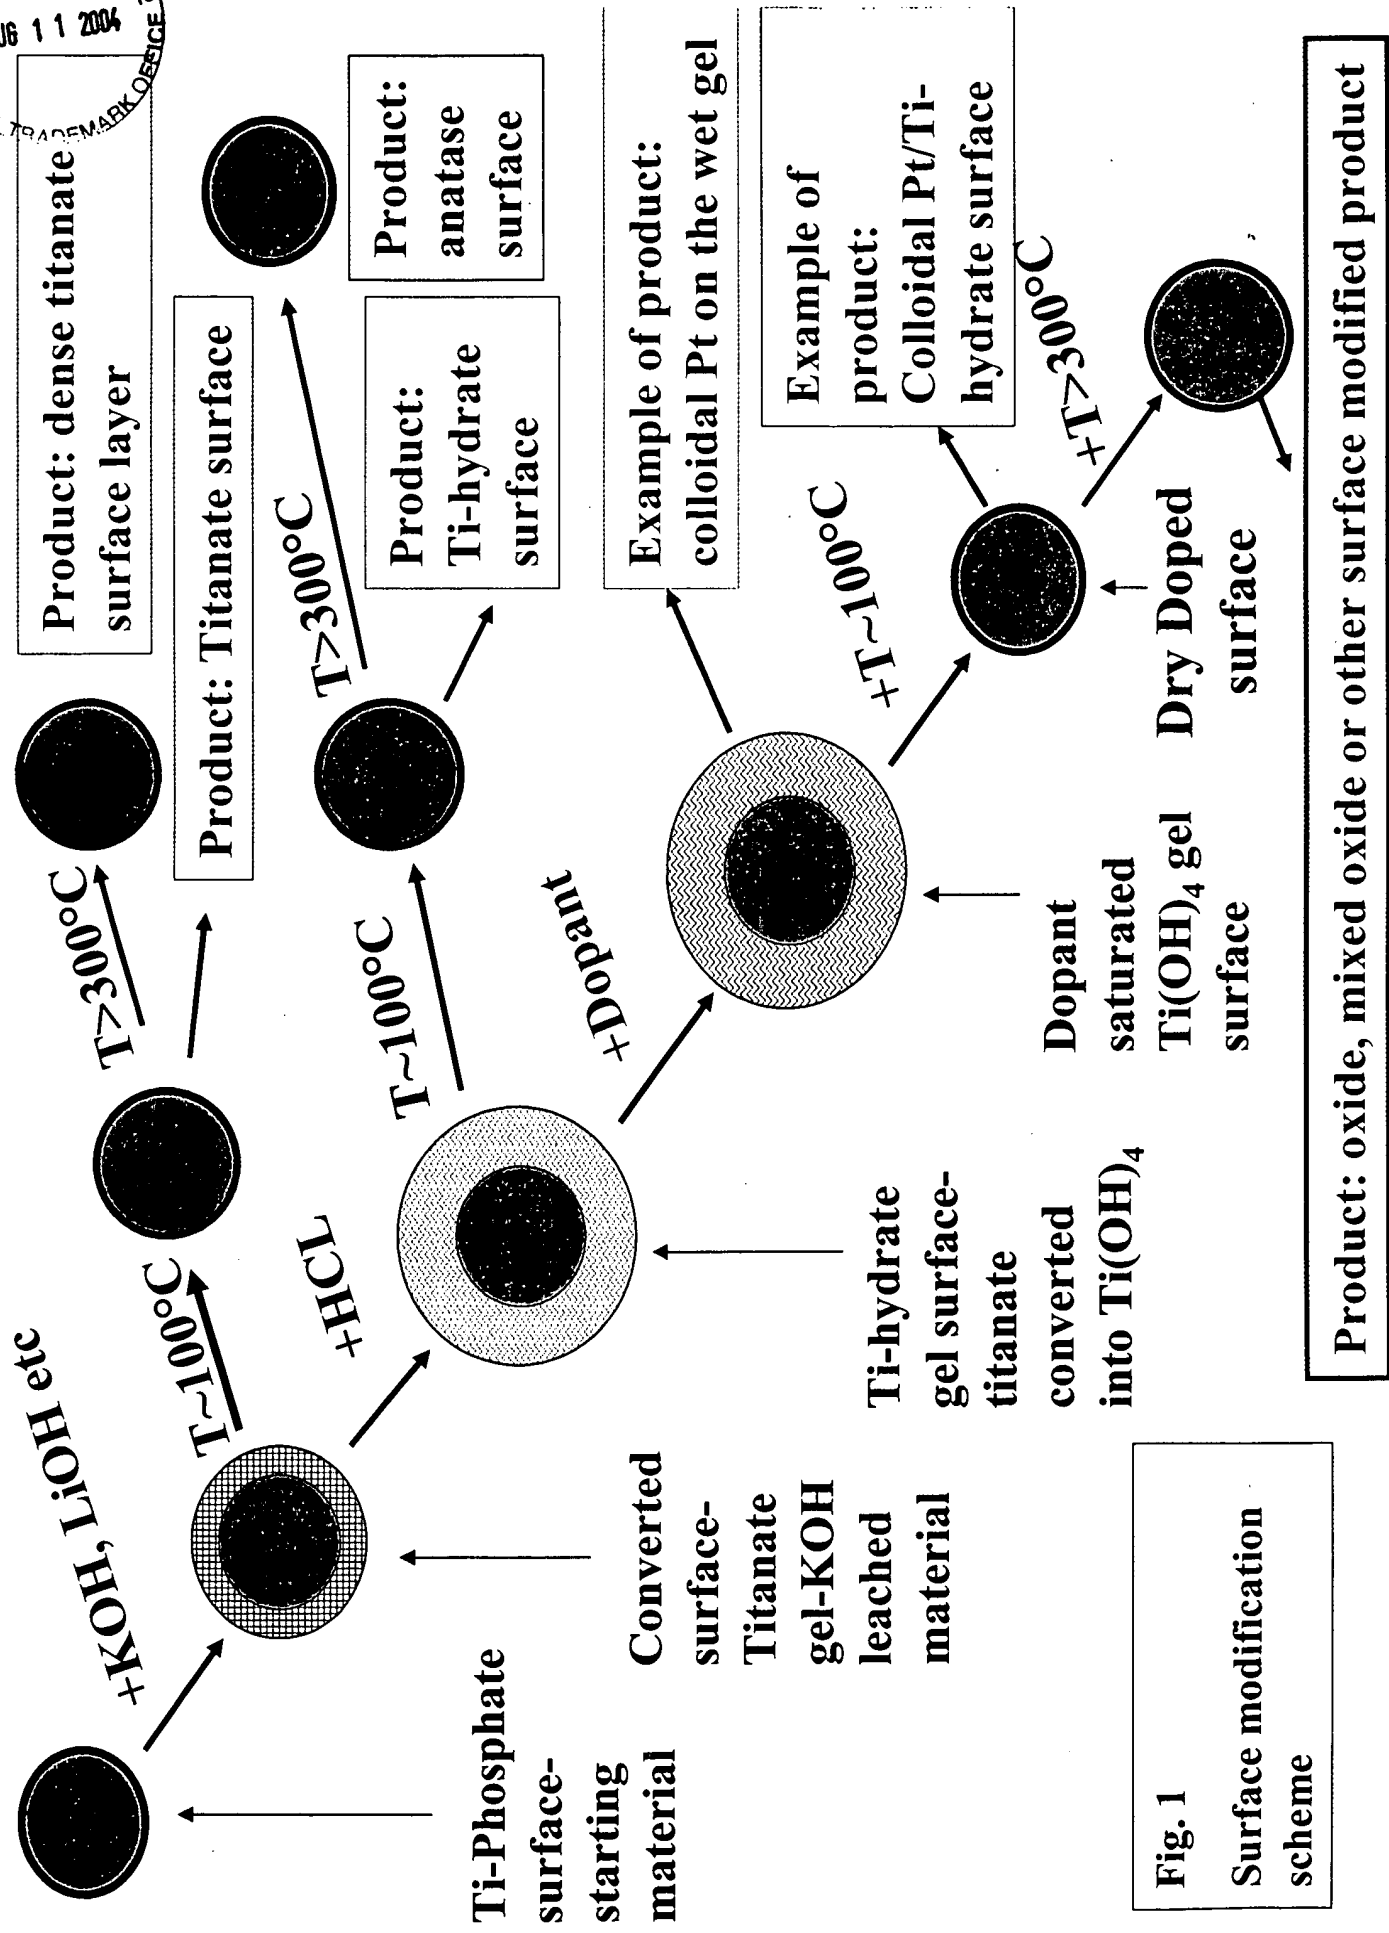 JG 1 1 2004
TRADEMARK OFFICE
+KOH, LiOH etc
T~100°C
T>300°C
Product: dense titanate
surface layer
Product: Titanate surface
+HCL
T~100°C
T>300°C
Product:
anatase
surface
Product:
Ti-hydrate
surface
+Dopant
Example of product:
colloidal Pt on the wet gel
+T~100°C
Example of
product:
Colloidal Pt/Ti-
hydrate surface
+T>300°C
Ti-Phosphate
surface-
starting
material
Converted
surface-
Titanate
gel-KOH
leached
material
Ti-hydrate
gel surface-
titanate
converted
into Ti(OH)₄
Dopant
saturated
Ti(OH)₄ gel
surface
Dry Doped
surface
Product: oxide, mixed oxide or other surface modified product
Fig. 1
Surface modification
scheme